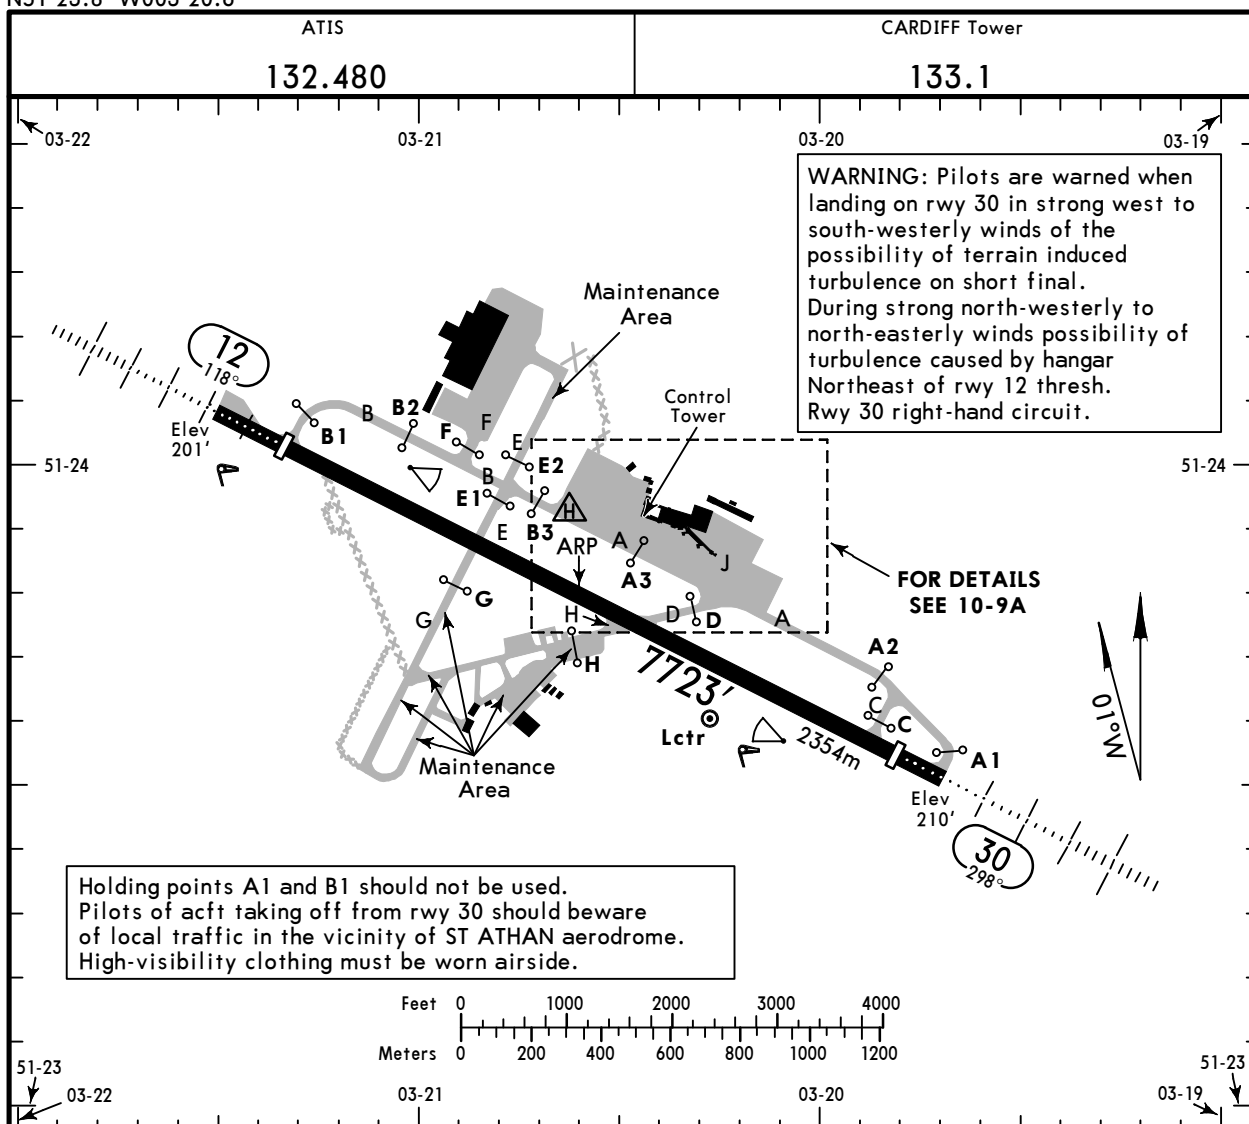 ATIS
CARDIFF Tower
132.480
133.1
03-22
03-21
03-20
03-19
WARNING: Pilots are warned when
landing on rwy 30 in strong west to
south-westerly winds of the
possibility of terrain induced
turbulence on short final.
During strong north-westerly to
north-easterly winds possibility of
turbulence caused by hangar
Northeast of rwy 12 thresh.
Rwy 30 right-hand circuit.
Maintenance
Area
12
118°
Elev
201'
B1
B
B2
F
F
E
E2
B
E1
E
B3
H
Control
Tower
51-24
51-24
ARP
A
A3
J
FOR DETAILS
SEE 10-9A
G
G
H
H
D
D
A
A2
C
C
A1
7723'
2354m
Lctr
Maintenance
Area
01°W
Elev
210'
30
298°
Holding points A1 and B1 should not be used.
Pilots of acft taking off from rwy 30 should beware
of local traffic in the vicinity of ST ATHAN aerodrome.
High-visibility clothing must be worn airside.
Feet 0 1000 2000 3000 4000
Meters 0 200 400 600 800 1000 1200
51-23
51-23
03-22
03-21
03-20
03-19